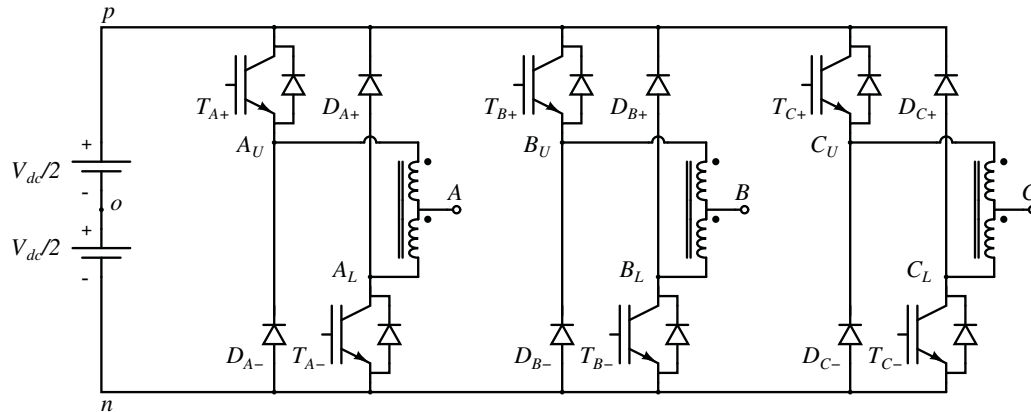 p
T_{A+}
D_{A+}
T_{B+}
D_{B+}
T_{C+}
D_{C+}
A_U
B_U
C_U
+
V_{dc}/2
-
o
+
V_{dc}/2
-
A
B
C
A_L
B_L
C_L
D_{A−}
T_{A−}
D_{B−}
T_{B−}
D_{C−}
T_{C−}
n